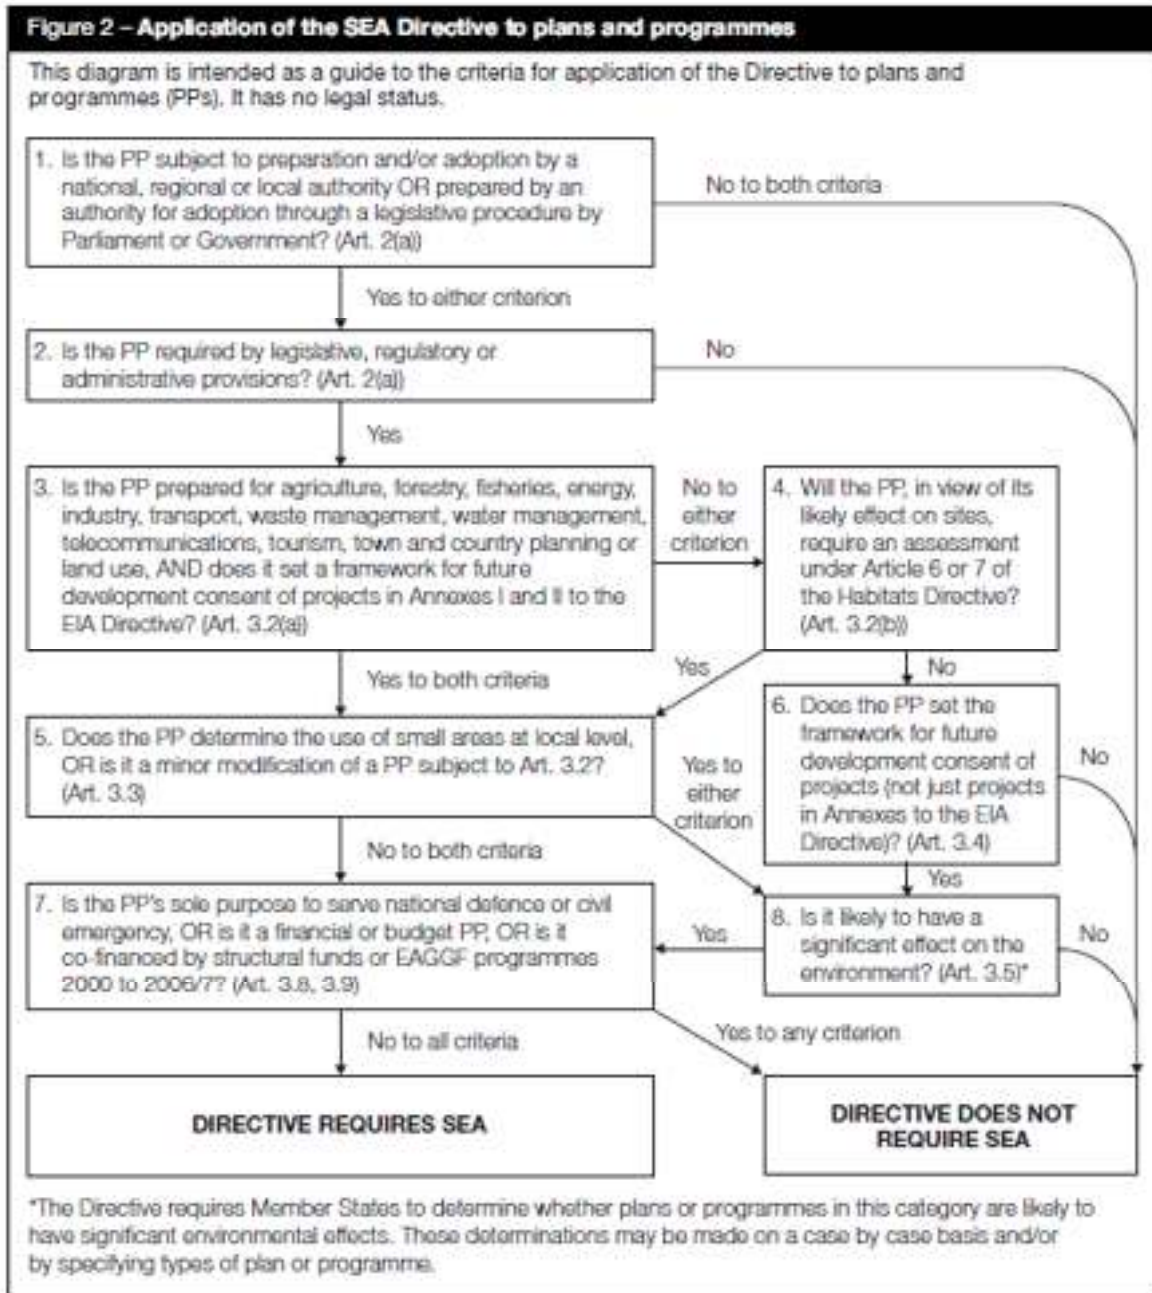 Figure 2 – Application of the SEA Directive to plans and programmes
This diagram is intended as a guide to the criteria for application of the Directive to plans and
programmes (PPs). It has no legal status.
1. Is the PP subject to preparation and/or adoption by a
national, regional or local authority OR prepared by an
authority for adoption through a legislative procedure by
Parliament or Government? (Art. 2(a))
No to both criteria
Yes to either criterion
2. Is the PP required by legislative, regulatory or
administrative provisions? (Art. 2(a))
No
Yes
3. Is the PP prepared for agriculture, forestry, fisheries, energy,
industry, transport, waste management, water management,
telecommunications, tourism, town and country planning or
land use, AND does it set a framework for future
development consent of projects in Annexes I and II to the
EIA Directive? (Art. 3.2(a))
No to
either
criterion
4. Will the PP, in view of its
likely effect on sites,
require an assessment
under Article 6 or 7 of
the Habitats Directive?
(Art. 3.2(b))
Yes to both criteria
Yes
No
5. Does the PP determine the use of small areas at local level,
OR is it a minor modification of a PP subject to Art. 3.2?
(Art. 3.3)
Yes to
either
criterion
6. Does the PP set the
framework for future
development consent of
projects (not just projects
in Annexes to the EIA
Directive)? (Art. 3.4)
No
No to both criteria
Yes
7. Is the PP's sole purpose to serve national defence or civil
emergency, OR is it a financial or budget PP, OR is it
co-financed by structural funds or EAGGF programmes
2000 to 2006/7? (Art. 3.8, 3.9)
Yes
8. Is it likely to have a
significant effect on the
environment? (Art. 3.5)*
No
No to all criteria
Yes to any criterion
DIRECTIVE REQUIRES SEA
DIRECTIVE DOES NOT
REQUIRE SEA
*The Directive requires Member States to determine whether plans or programmes in this category are likely to
have significant environmental effects. These determinations may be made on a case by case basis and/or
by specifying types of plan or programme.